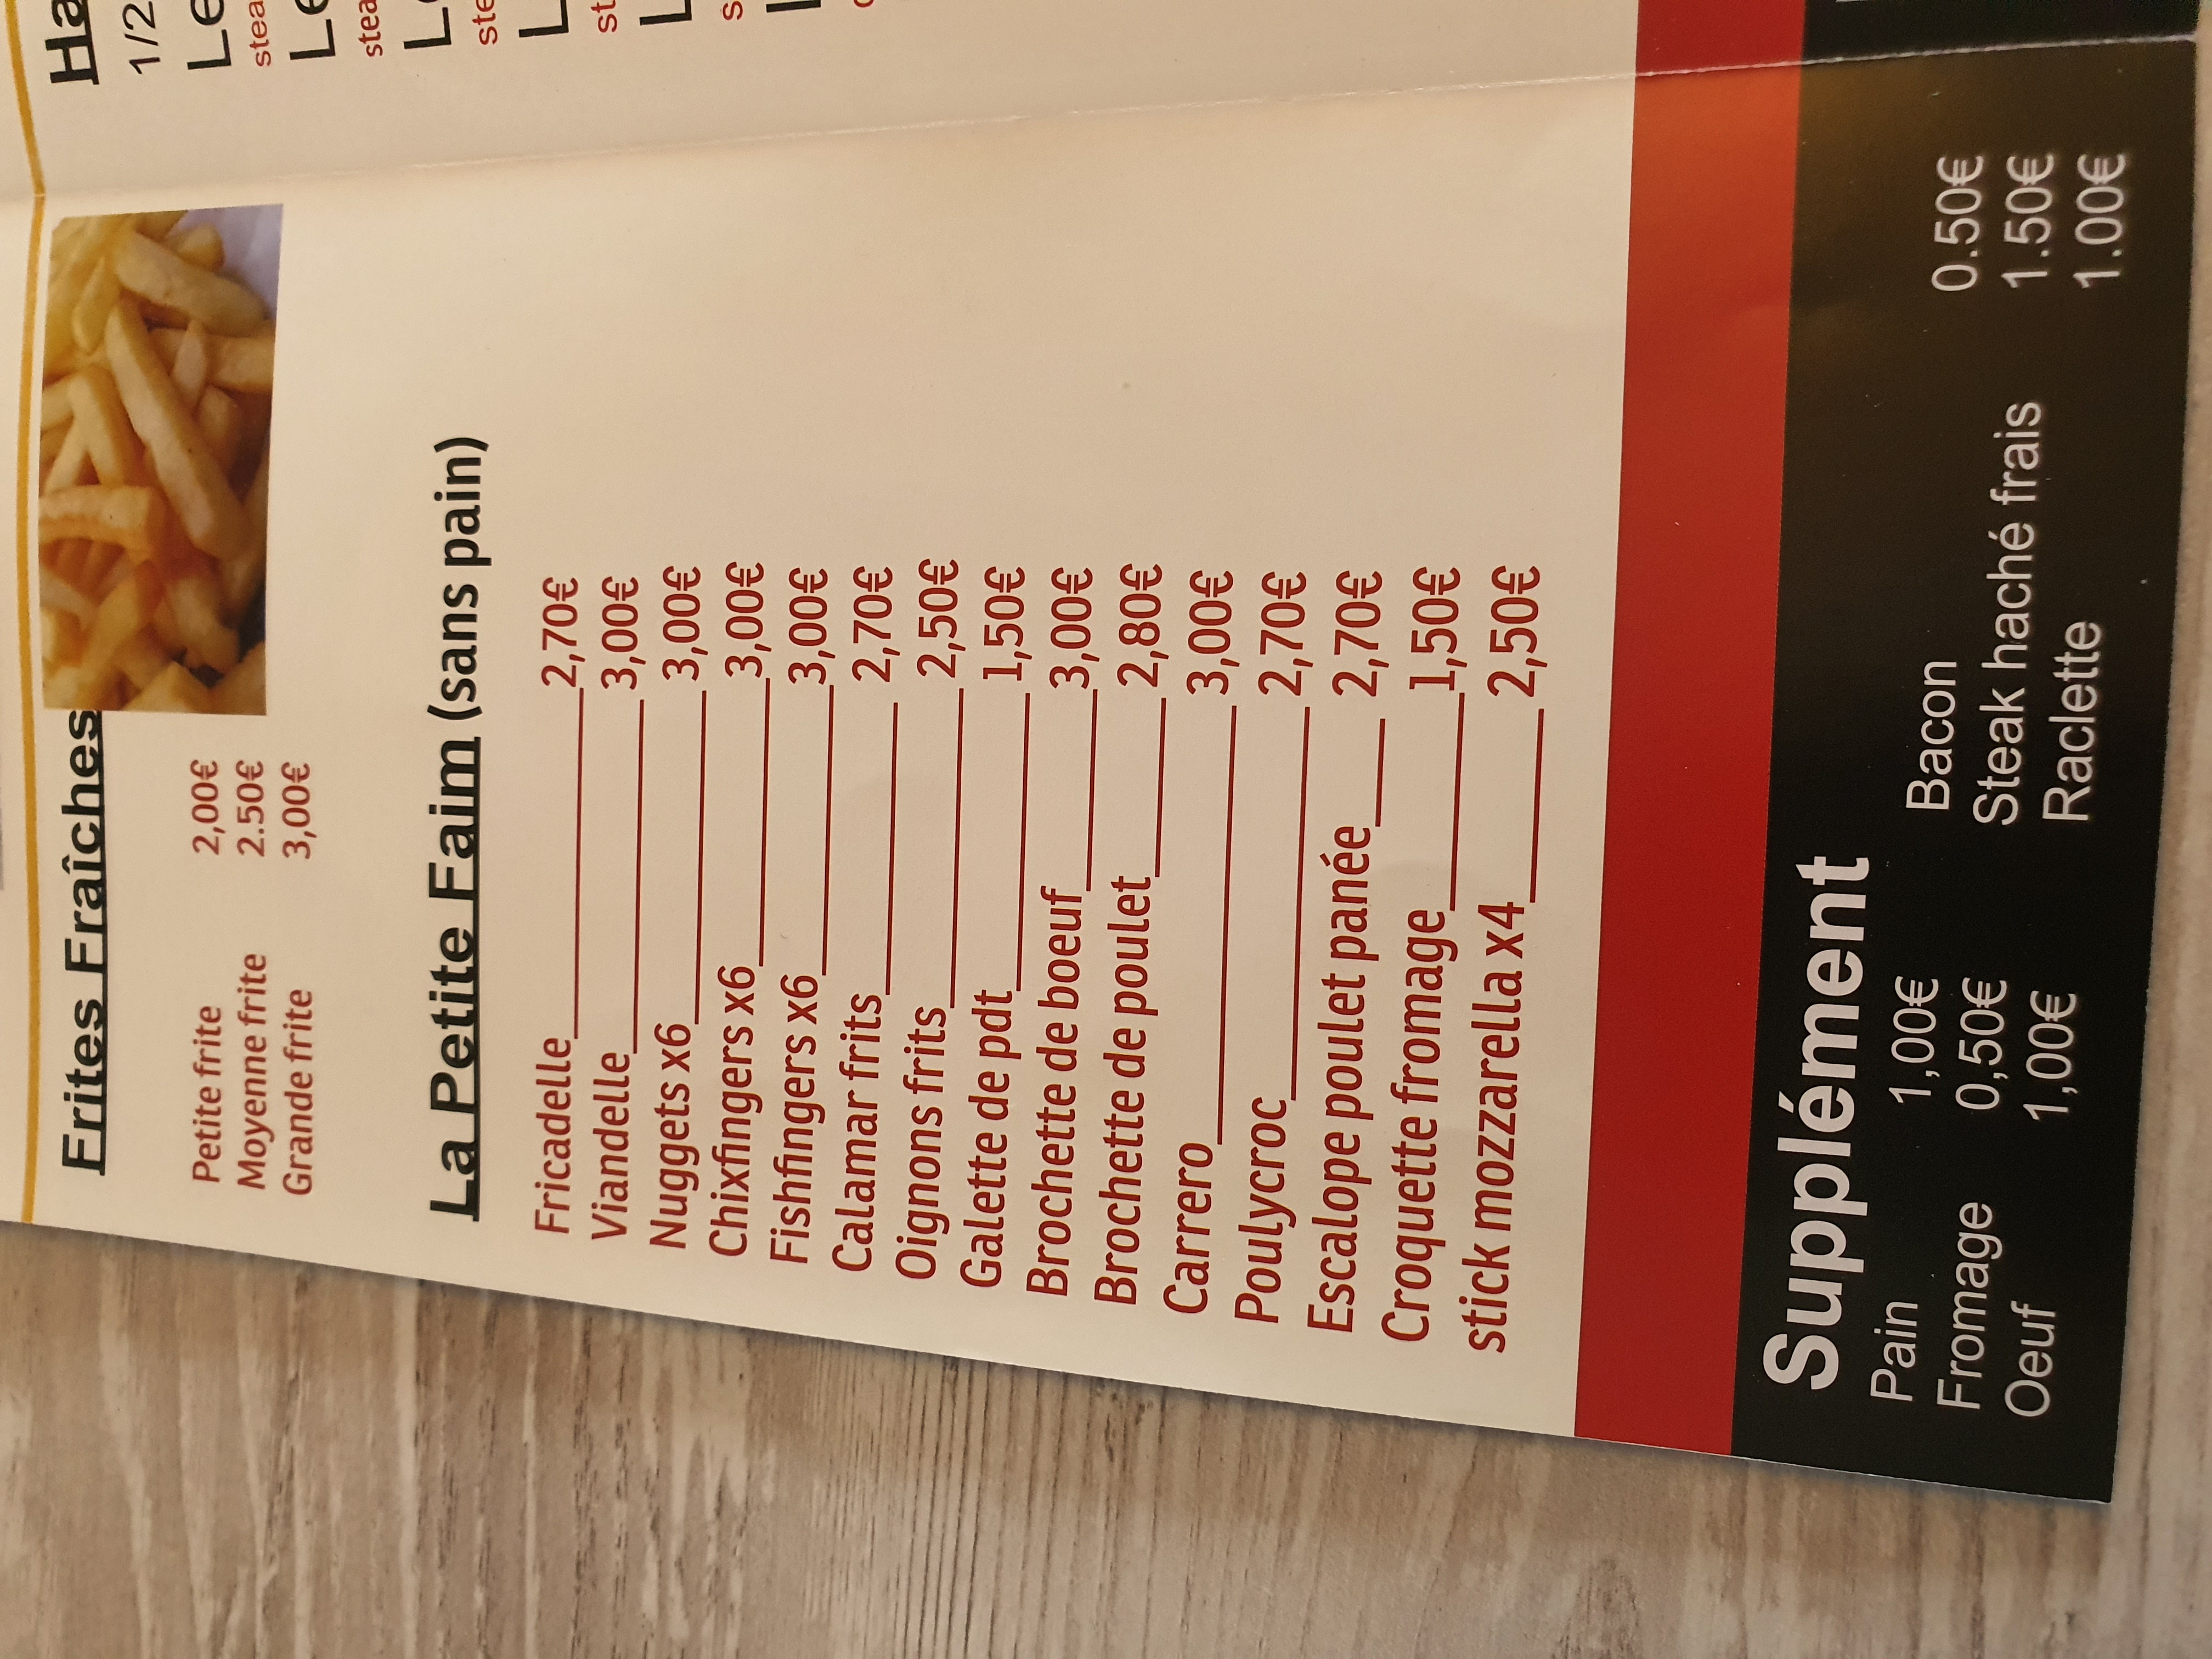 Frites Fraîches
Petite frite 2,00€
Moyenne frite 2.50€
Grande frite 3,00€
La Petite Faim (sans pain)
Fricadelle 2,70€
Viandelle 3,00€
Nuggets x6 3,00€
Chixfingers x6 3,00€
Fishfingers x6 3,00€
Calamar frits 2,70€
Oignons frits 2,50€
Galette de pdt 1,50€
Brochette de boeuf 3,00€
Brochette de poulet 2,80€
Carrero 3,00€
Poulycroc 2,70€
Escalope poulet panée 2,70€
Croquette fromage 1,50€
stick mozzarella x4 2,50€
Supplément
Pain 1,00€
Fromage 0,50€
Oeuf 1,00€
Bacon 0.50€
Steak haché frais 1.50€
Raclette 1.00€
1/2
Le
Le